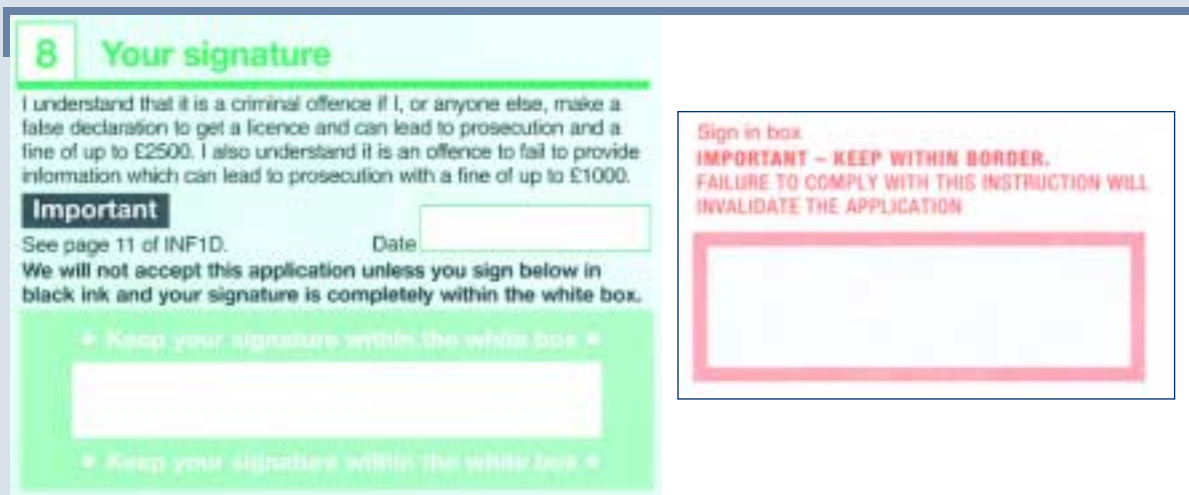 8 Your signature
I understand that it is a criminal offence if I, or anyone else, make a
false declaration to get a licence and can lead to prosecution and a
fine of up to £2500. I also understand it is an offence to fail to provide
information which can lead to prosecution with a fine of up to £1000.
Important
See page 11 of INF1D. Date
We will not accept this application unless you sign below in
black ink and your signature is completely within the white box.
• Keep your signature within the white box •
• Keep your signature within the white box •
Sign in box
IMPORTANT – KEEP WITHIN BORDER.
FAILURE TO COMPLY WITH THIS INSTRUCTION WILL
INVALIDATE THE APPLICATION